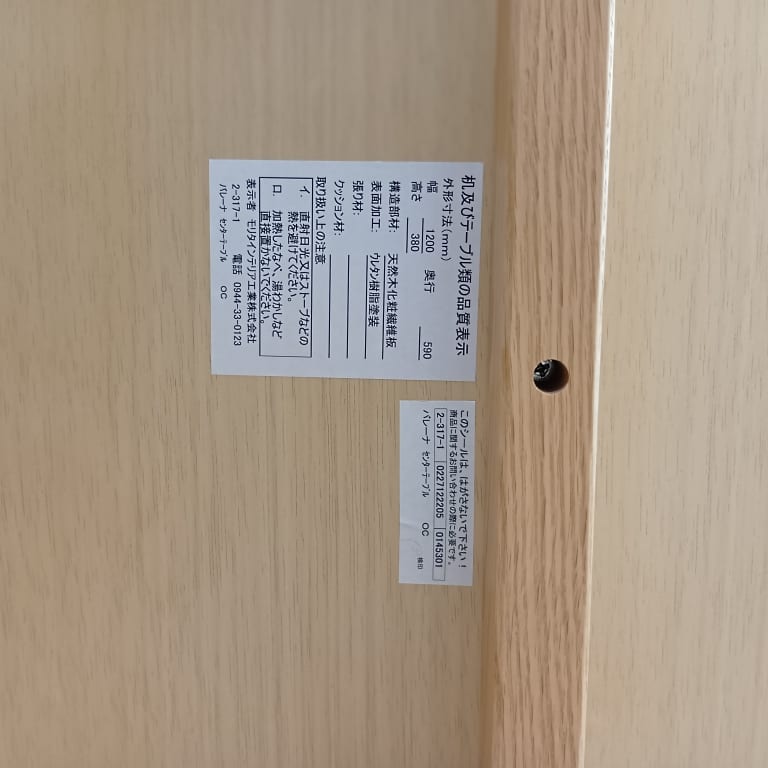 机及びテーブル類の品質表示
外形寸法(mm)
幅 1200 奥行 590
高さ 380
構造部材: 天然木化粧繊維板
表面加工: ウレタン樹脂塗装
張り材:
クッション材:
取り扱い上の注意
イ. 直射日光又はストーブなどの
熱を避けてください。
ロ. 加熱したなべ、湯わかしなど
直接置かないでください。
表示者 モリタインテリア工業株式会社
2-317-1 電話 0944-33-0123
バレーナ センターテーブル OC
このシールは、はがさないで下さい!
商品に関するお問い合わせの際に必要です。
2-317-1 0227122205 0145301
バレーナ センターテーブル OC
検印